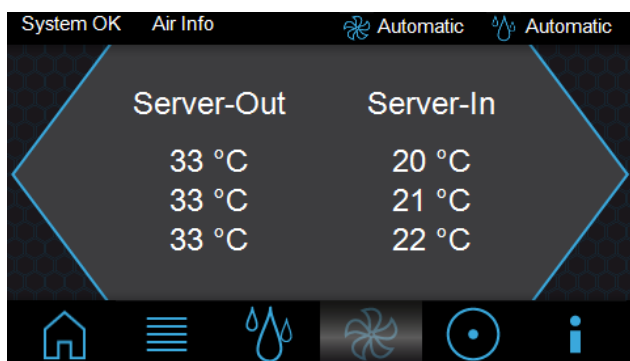 System OK Air Info Automatic Automatic
Server-Out Server-In
33 °C 20 °C
33 °C 21 °C
33 °C 22 °C